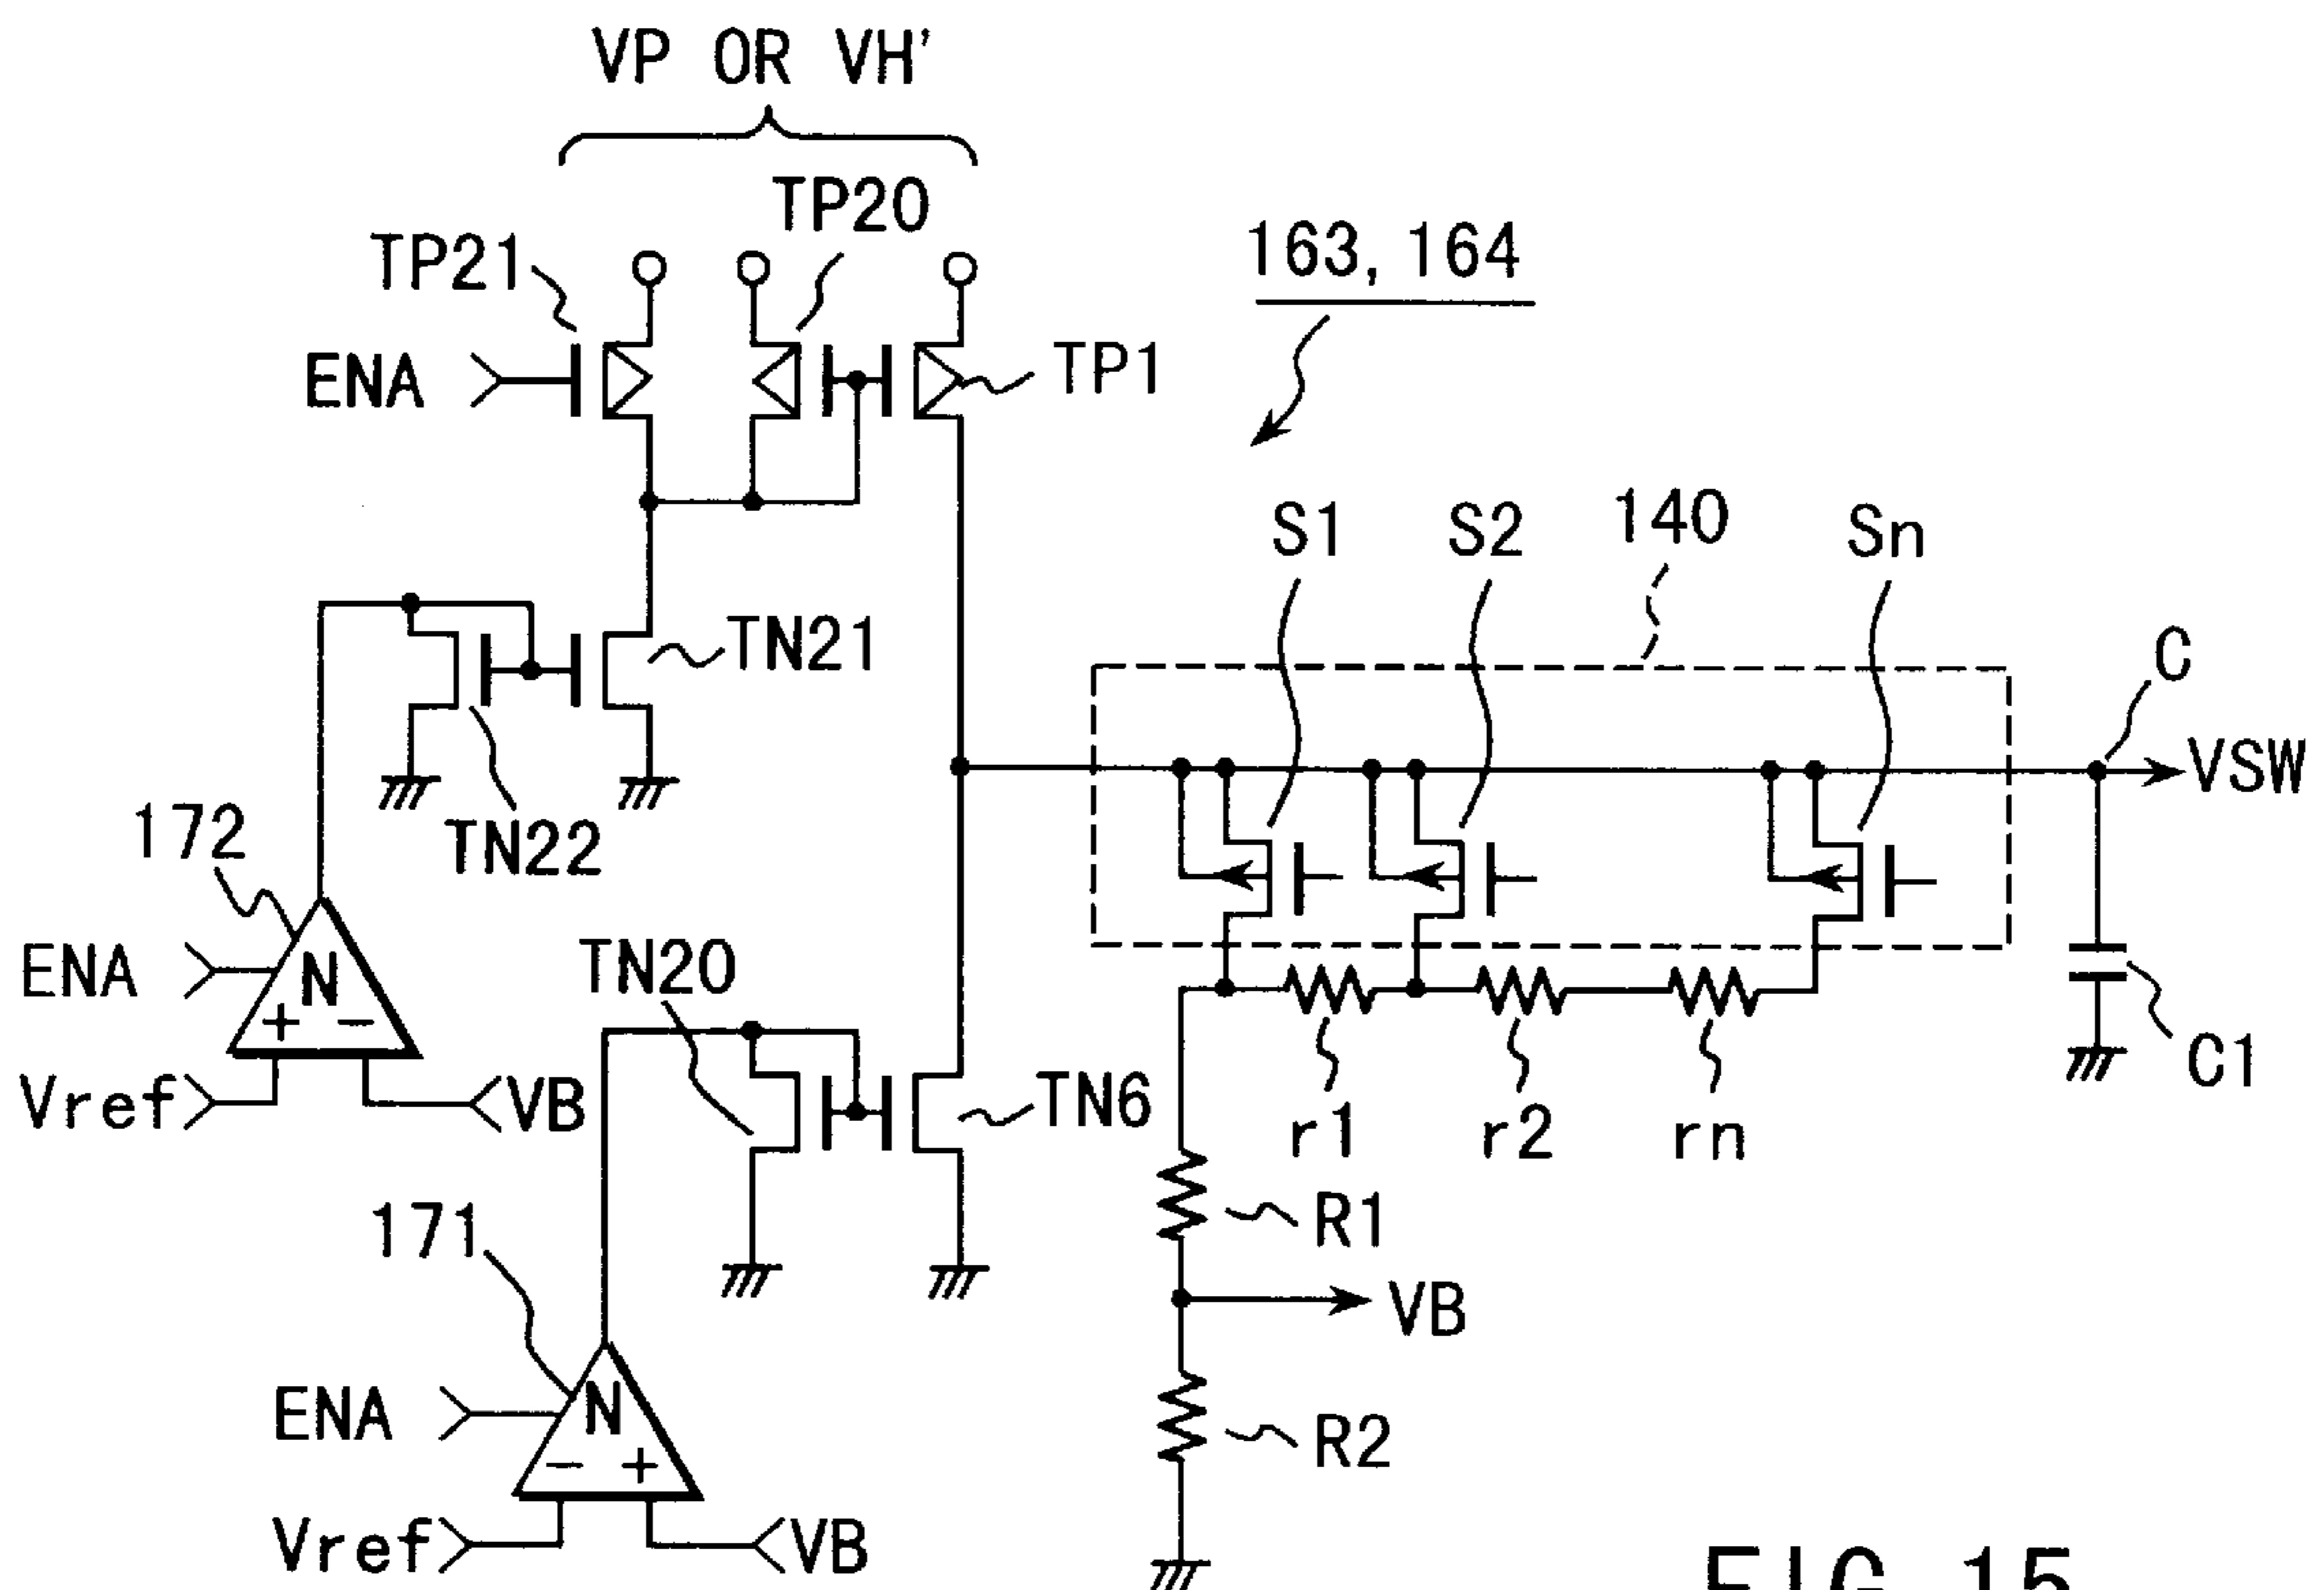 VP OR VH'
TP20
TP21
163, 164
ENA
TP1
S1
S2
140
Sn
TN21
C
VSW
172
TN22
ENA
N
TN20
+ −
Vref
VB
TN6
C1
r1
r2
rn
171
R1
VB
ENA
N
R2
− +
Vref
VB
FIG. 15